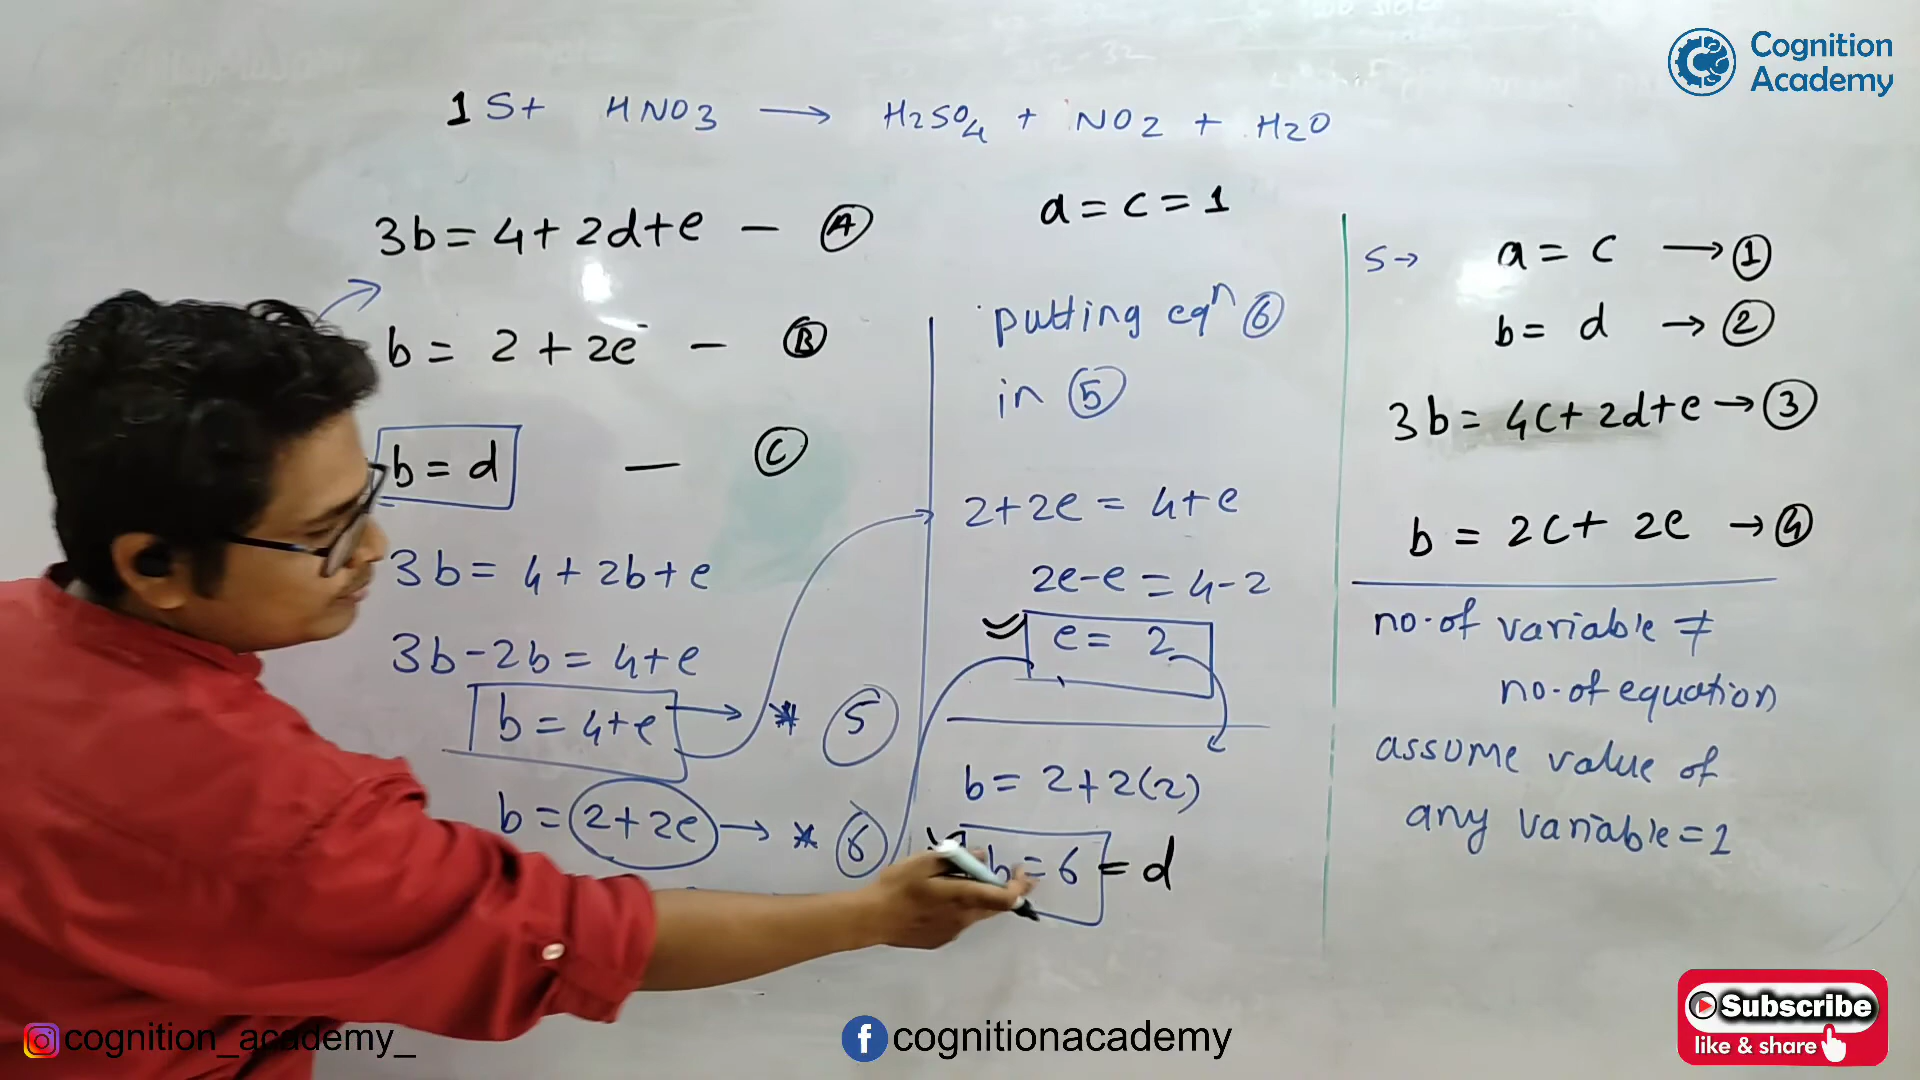 Cognition
Academy
1 S + HNO3 → H2SO4 + NO2 + H2O
3b = 4 + 2d + e — Ⓐ
b = 2 + 2e — Ⓑ
b = d — Ⓒ
3b = 4 + 2b + e
3b - 2b = 4 + e
b = 4 + e → * ⑤
b = 2 + 2e → * ⑥
a = c = 1
putting eqⁿ ⑥
in ⑤
2 + 2e = 4 + e
2e - e = 4 - 2
e = 2
b = 2 + 2(2)
b = 6 = d
S → a = c → ①
b = d → ②
3b = 4c + 2d + e → ③
b = 2c + 2e → ④
no. of variable ≠
no. of equation
assume value of
any variable = 1
cognition_academy_
cognitionacademy
Subscribe
like & share